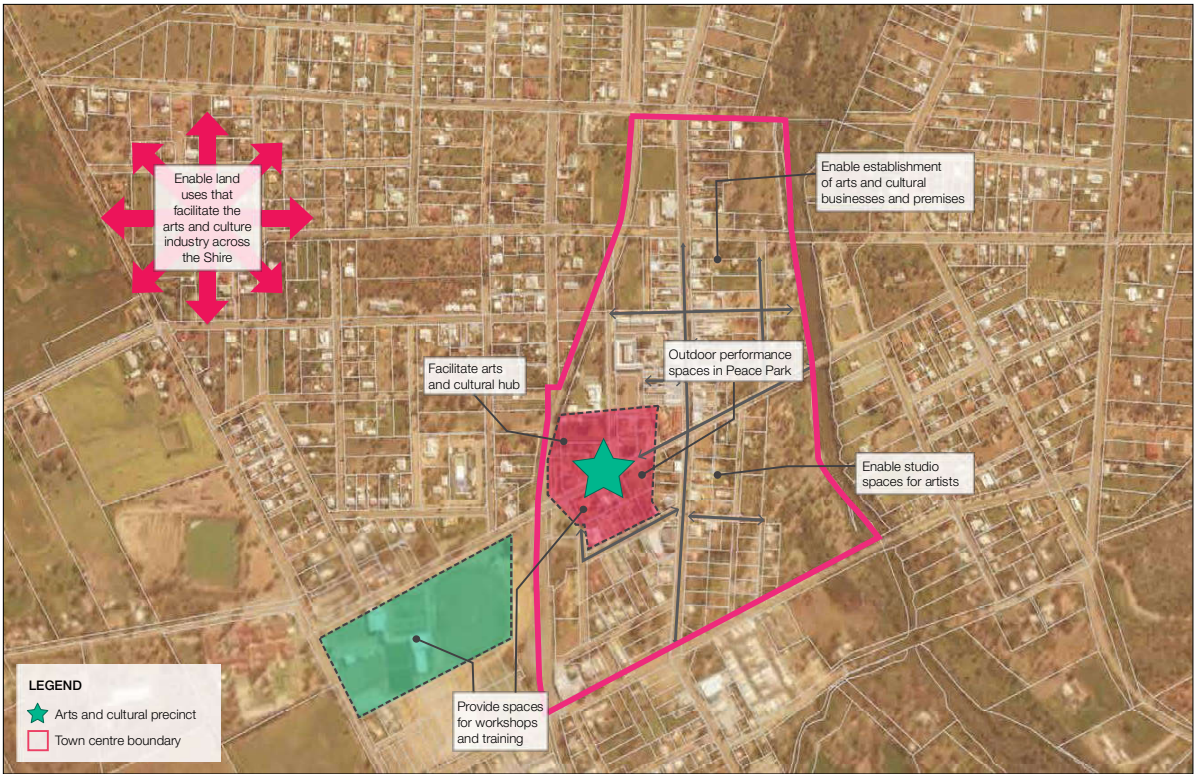 Enable establishment
of arts and cultural
businesses and premises
Enable land
uses that
facilitate the
arts and culture
industry across
the Shire
Outdoor performance
spaces in Peace Park
Facilitate arts
and cultural hub
Enable studio
spaces for artists
Provide spaces
for workshops
and training
LEGEND
Arts and cultural precinct
Town centre boundary